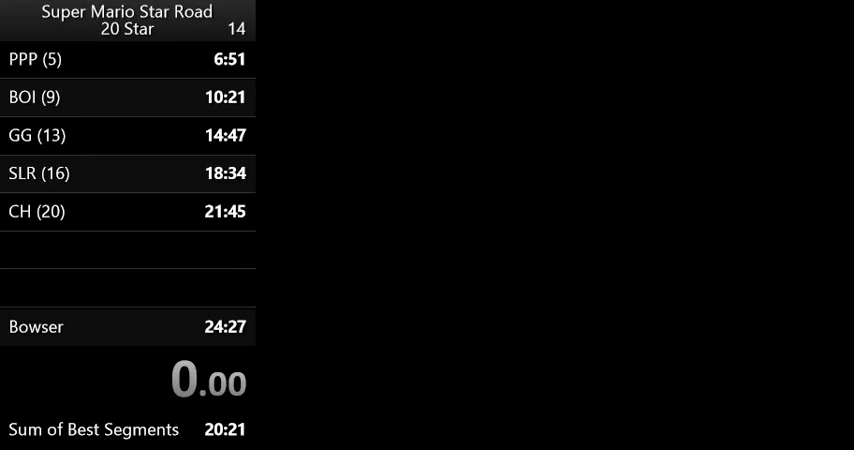 Super Mario Star Road
20 Star 14
PPP (5) 6:51
BOI (9) 10:21
GG (13) 14:47
SLR (16) 18:34
CH (20) 21:45
Bowser 24:27
0.00
Sum of Best Segments 20:21